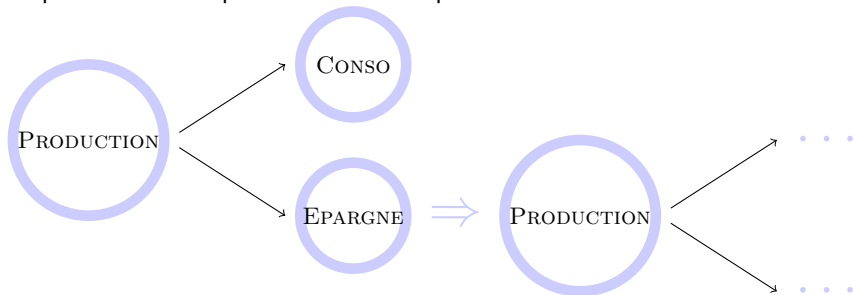 CONSO
PRODUCTION
EPARGNE
⇒
PRODUCTION
. . .
. . .